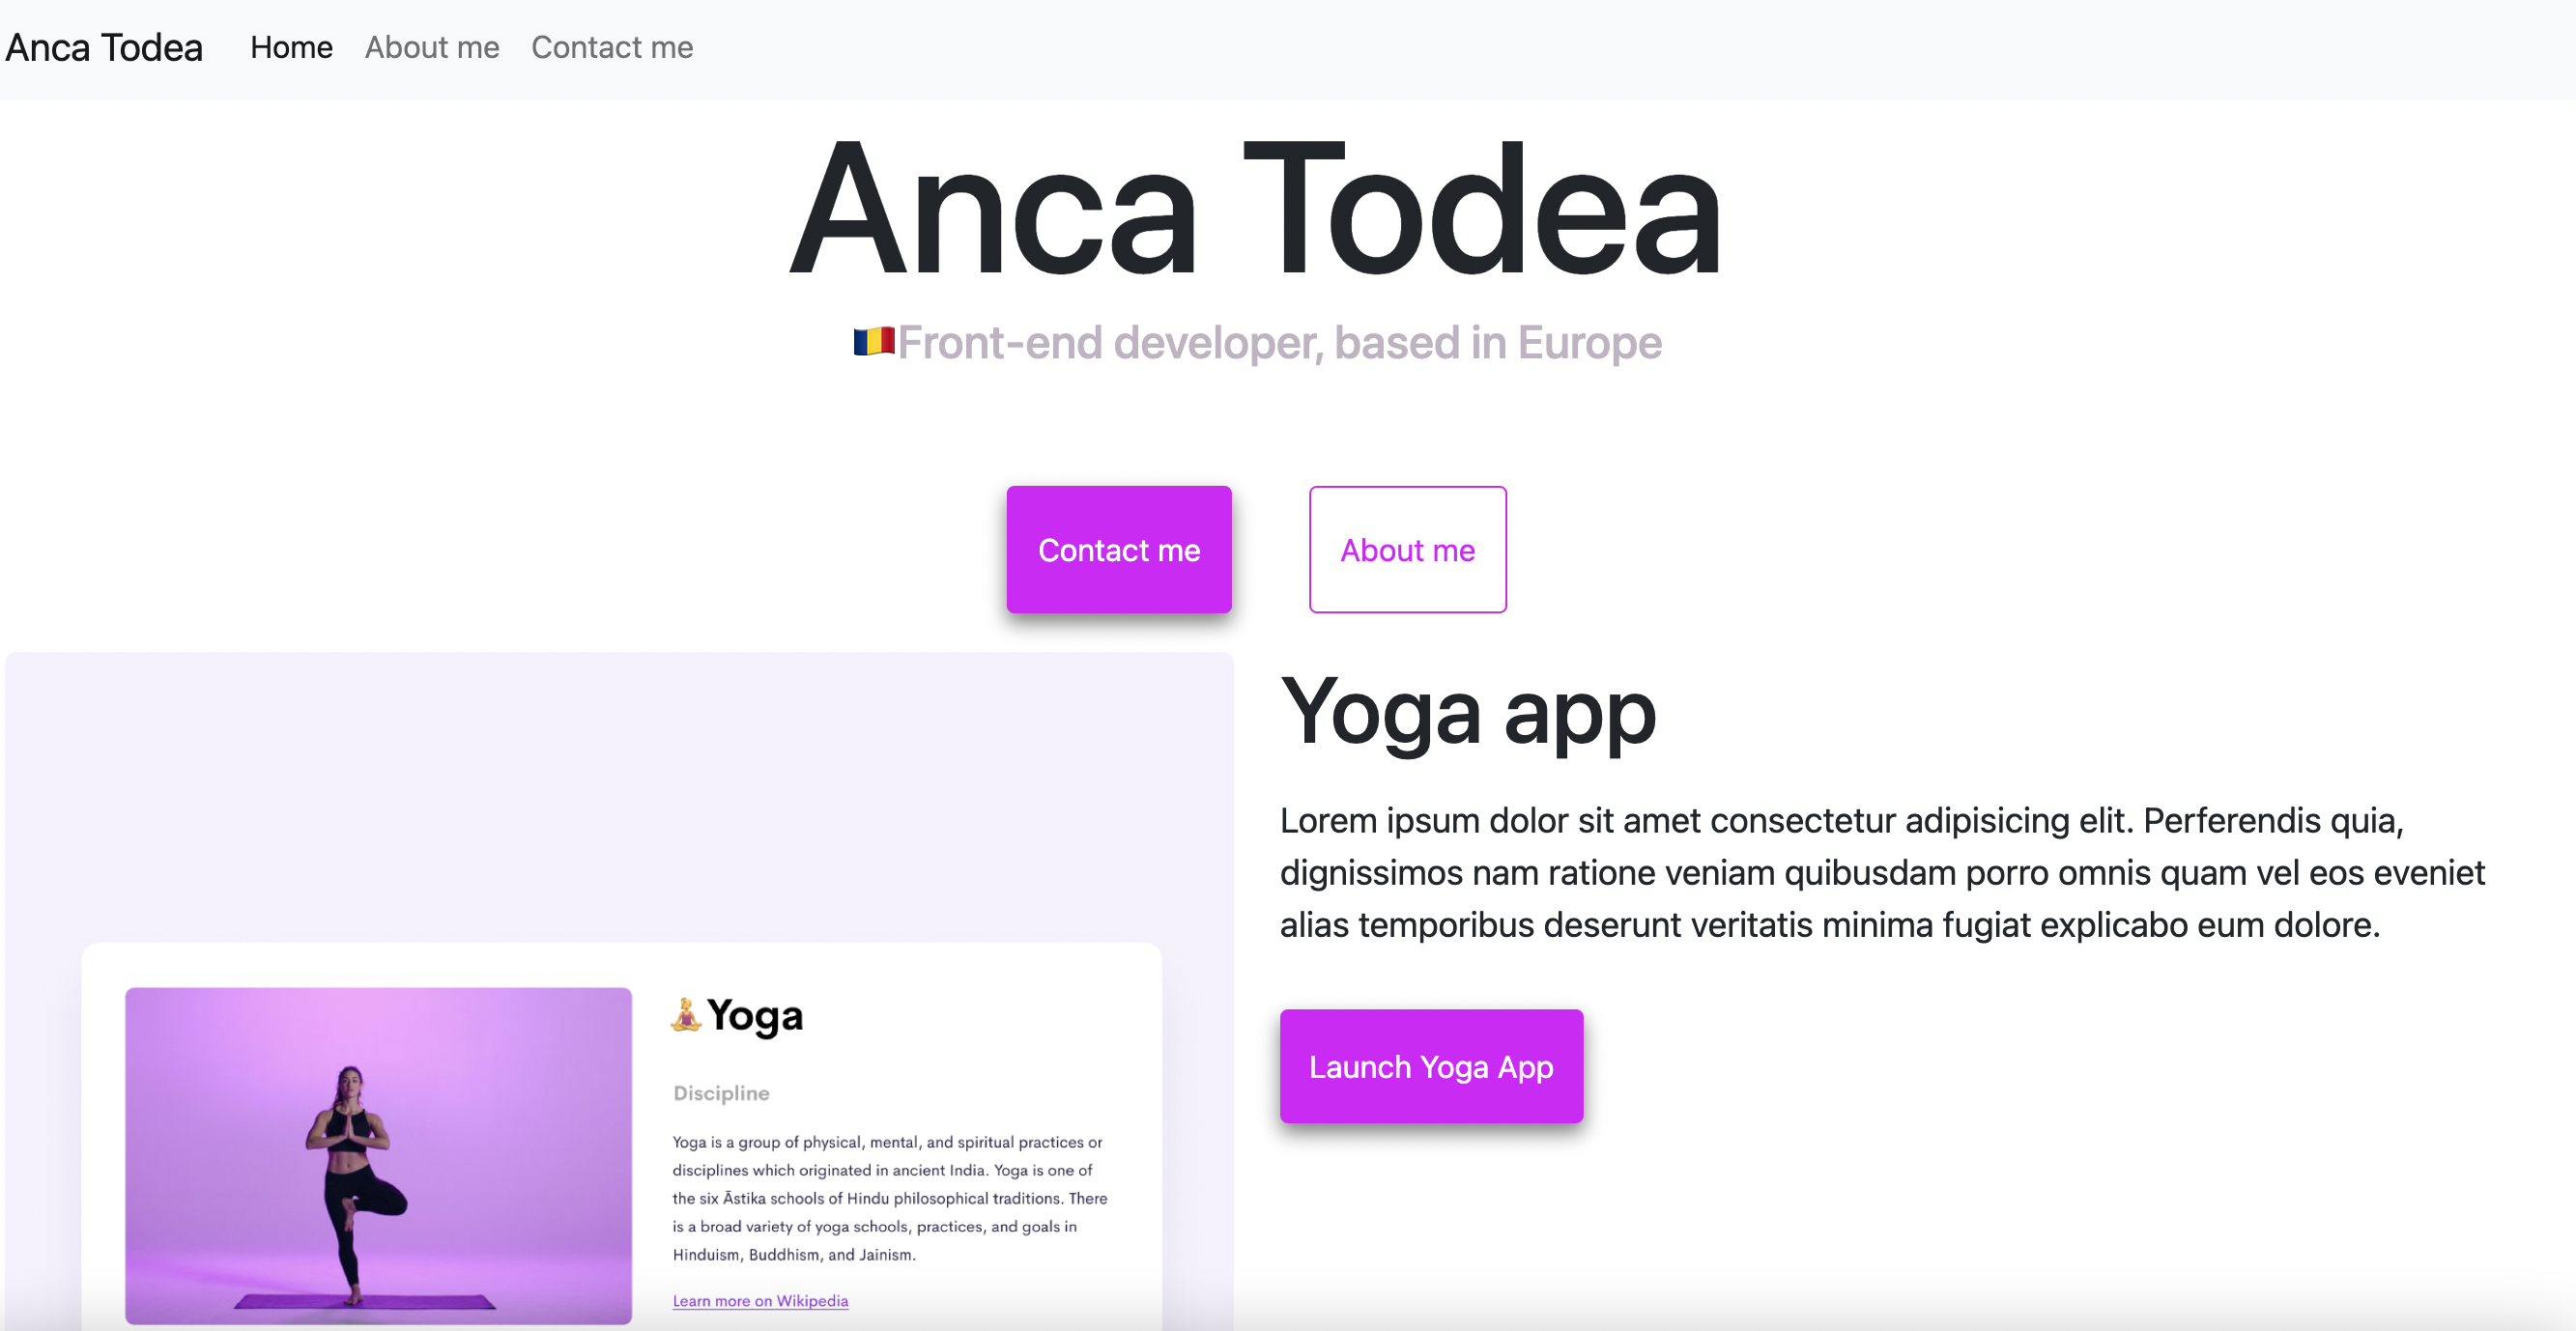 Anca Todea Home About me Contact me
Anca Todea
🇷🇴Front-end developer, based in Europe
Contact me
About me
Yoga app
Lorem ipsum dolor sit amet consectetur adipisicing elit. Perferendis quia,
dignissimos nam ratione veniam quibusdam porro omnis quam vel eos eveniet
alias temporibus deserunt veritatis minima fugiat explicabo eum dolore.
Launch Yoga App
🧘Yoga
Discipline
Yoga is a group of physical, mental, and spiritual practices or
disciplines which originated in ancient India. Yoga is one of
the six Āstika schools of Hindu philosophical traditions. There
is a broad variety of yoga schools, practices, and goals in
Hinduism, Buddhism, and Jainism.
Learn more on Wikipedia